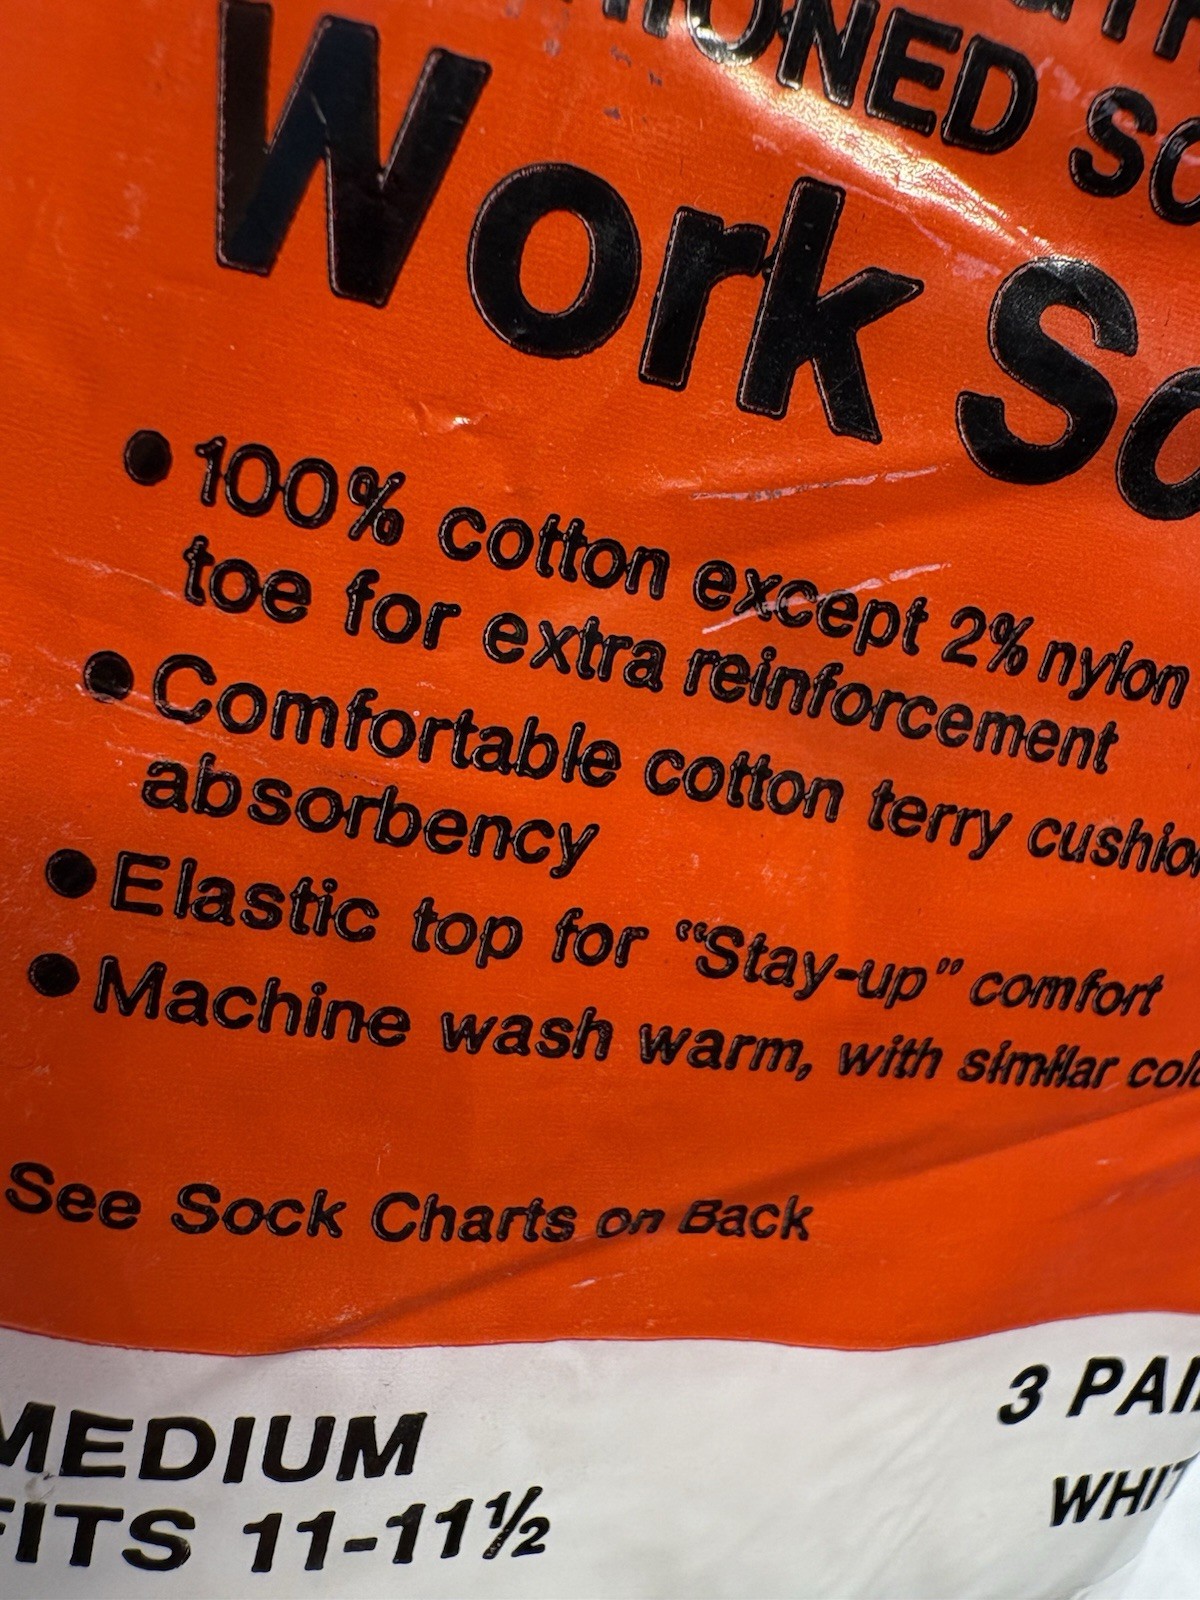 Work
• 100% cotton except 2% nylon
toe for extra reinforcement
• Comfortable cotton terry
absorbency
• Elastic top for "Stay-up" comfort
• Machine wash warm, with similar
See Sock Charts on Back
3
MEDIUM
FITS 11-11½